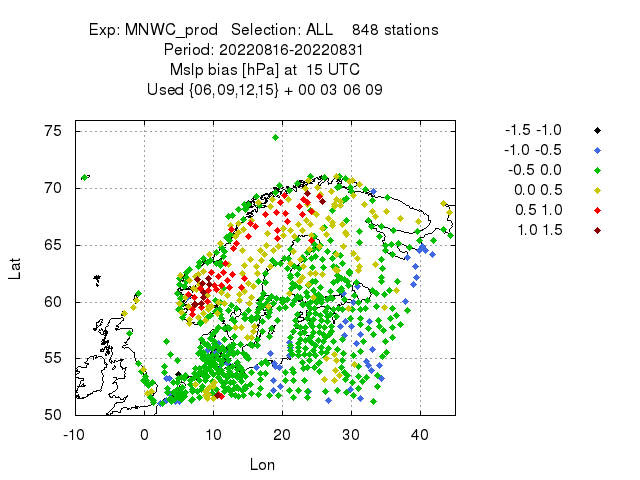 Exp: MNWC_prod   Selection: ALL    848 stations
Period: 20220816-20220831
Mslp bias [hPa] at  15 UTC
Used {06,09,12,15} + 00 03 06 09
-1.5 -1.0
-1.0 -0.5
-0.5 0.0
0.0 0.5
0.5 1.0
1.0 1.5
75
70
65
60
55
50
Lat
-10 0 10 20 30 40
Lon